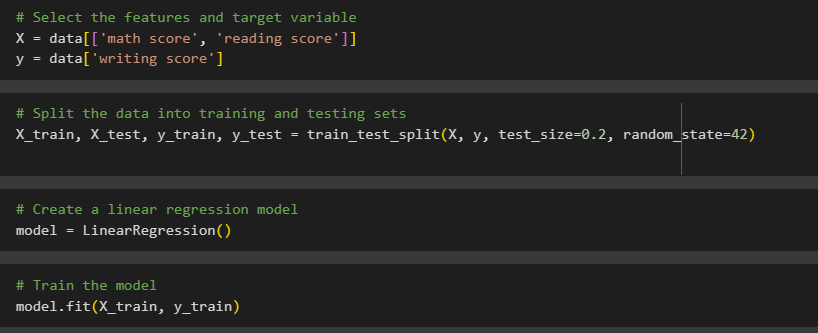 # Select the features and target variable
X = data[['math score', 'reading score']]
y = data['writing score']
# Split the data into training and testing sets
X_train, X_test, y_train, y_test = train_test_split(X, y, test_size=0.2, random_state=42)
# Create a linear regression model
model = LinearRegression()
# Train the model
model.fit(X_train, y_train)